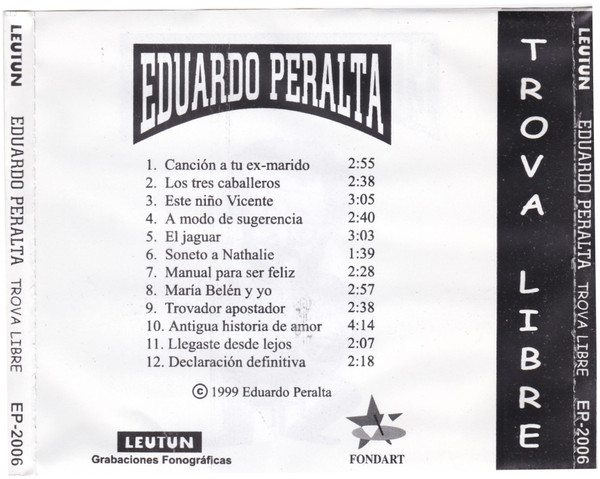 LEUTUN EDUARDO PERALTA TROVA LIBRE EP-2006
EDUARDO PERALTA
1. Canción a tu ex-marido 2:55
2. Los tres caballeros 2:38
3. Este niño Vicente 3:05
4. A modo de sugerencia 2:40
5. El jaguar 3:03
6. Soneto a Nathalie 1:39
7. Manual para ser feliz 2:28
8. María Belén y yo 2:57
9. Trovador apostador 2:38
10. Antigua historia de amor 4:14
11. Llegaste desde lejos 2:07
12. Declaración definitiva 2:18
© 1999 Eduardo Peralta
LEUTUN
Grabaciones Fonográficas
FONDART
TROVA LIBRE
LEUTUN EDUARDO PERALTA TROVA LIBRE EP-2006